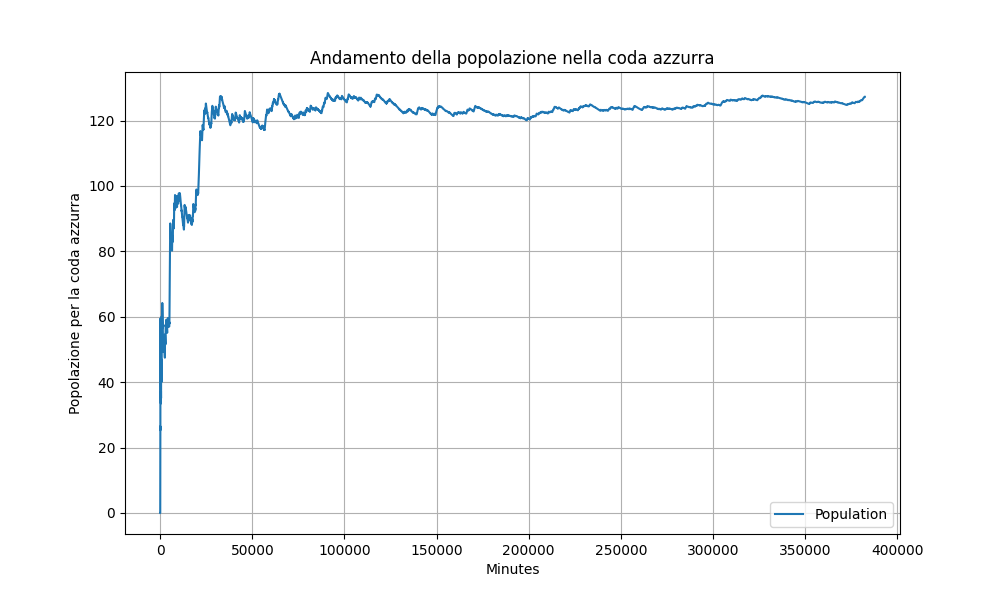 Andamento della popolazione nella coda azzurra
Popolazione per la coda azzurra
120
100
80
60
40
20
0
Population
0 50000 100000 150000 200000 250000 300000 350000 400000
Minutes